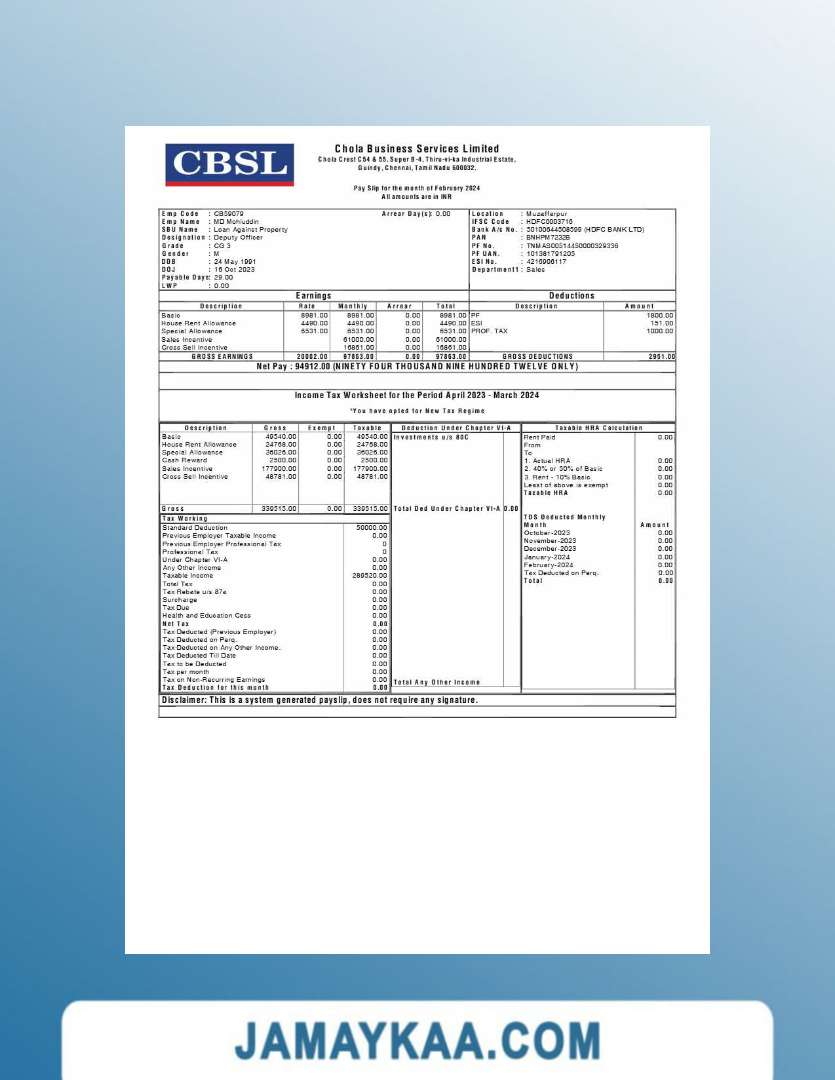 CBSL
Chola Business Services Limited
Chola Crest C54 & 55, Super B-4, Thiru-vi-ka Industrial Estate,
Guindy, Chennai, Tamil Nadu 600032,
Pay Slip for the month of February 2024
All amounts are in INR
Emp Code : CB59079 Arrear Day(s): 0.00 Location : Muzaffarpur
Emp Name : MD Mohiuddin IFSC Code : HDFC0003716
SBU Name : Loan Against Property Bank A/c No. : 50100644508599 (HDFC BANK LTD)
Designation : Deputy Officer PAN : BNHPM7232B
Grade : CG 3 PF No. : TNMAS00514450000329336
Gender : M PF UAN. : 101381791205
DOB : 24 May 1991 ESI No. : 4216906117
DOJ : 16 Oct 2023 Department1 : Sales
Payable Days: 29.00
LWP : 0.00
Earnings Deductions
Description Rate Monthly Arrear Total Description Amount
Basic 8981.00 8981.00 0.00 8981.00 PF 1800.00
House Rent Allowance 4490.00 4490.00 0.00 4490.00 ESI 151.00
Special Allowance 6531.00 6531.00 0.00 6531.00 PROF. TAX 1000.00
Sales Incentive 61000.00 0.00 61000.00
Cross Sell Incentive 16861.00 0.00 16861.00
GROSS EARNINGS 20002.00 97863.00 0.00 97863.00 GROSS DEDUCTIONS 2951.00
Net Pay : 94912.00 (NINETY FOUR THOUSAND NINE HUNDRED TWELVE ONLY)
Income Tax Worksheet for the Period April 2023 - March 2024
*You have opted for New Tax Regime
Description Gross Exempt Taxable Deduction Under Chapter VI-A Taxable HRA Calculation
Basic 49540.00 0.00 49540.00 Investments u/s 80C Rent Paid 0.00
House Rent Allowance 24768.00 0.00 24768.00 From
Special Allowance 36026.00 0.00 36026.00 To
Cash Reward 2500.00 0.00 2500.00 1. Actual HRA 0.00
Sales Incentive 177900.00 0.00 177900.00 2. 40% or 50% of Basic 0.00
Cross Sell Incentive 48781.00 0.00 48781.00 3. Rent - 10% Basic 0.00
Least of above is exempt 0.00
Taxable HRA 0.00
Gross 339515.00 0.00 339515.00 Total Ded Under Chapter VI-A 0.00
Tax Working TDS Deducted Monthly
Standard Deduction 50000.00 Month Amount
Previous Employer Taxable Income 0.00 October-2023 0.00
Previous Employer Professional Tax 0 November-2023 0.00
Professional Tax 0 December-2023 0.00
Under Chapter VI-A 0.00 January-2024 0.00
Any Other Income 0.00 February-2024 0.00
Taxable Income 289520.00 Tax Deducted on Perq. 0.00
Total Tax 0.00 Total 0.00
Tax Rebate u/s 87a 0.00
Surcharge 0.00
Tax Due 0.00
Health and Education Cess 0.00
Net Tax 0.00
Tax Deducted (Previous Employer) 0.00
Tax Deducted on Perq. 0.00
Tax Deducted on Any Other Income. 0.00
Tax Deducted Till Date 0.00
Tax to be Deducted 0.00
Tax per month 0.00
Tax on Non-Recurring Earnings 0.00 Total Any Other Income
Tax Deduction for this month 0.00
Disclaimer: This is a system generated payslip, does not require any signature.
JAMAYKAA.COM